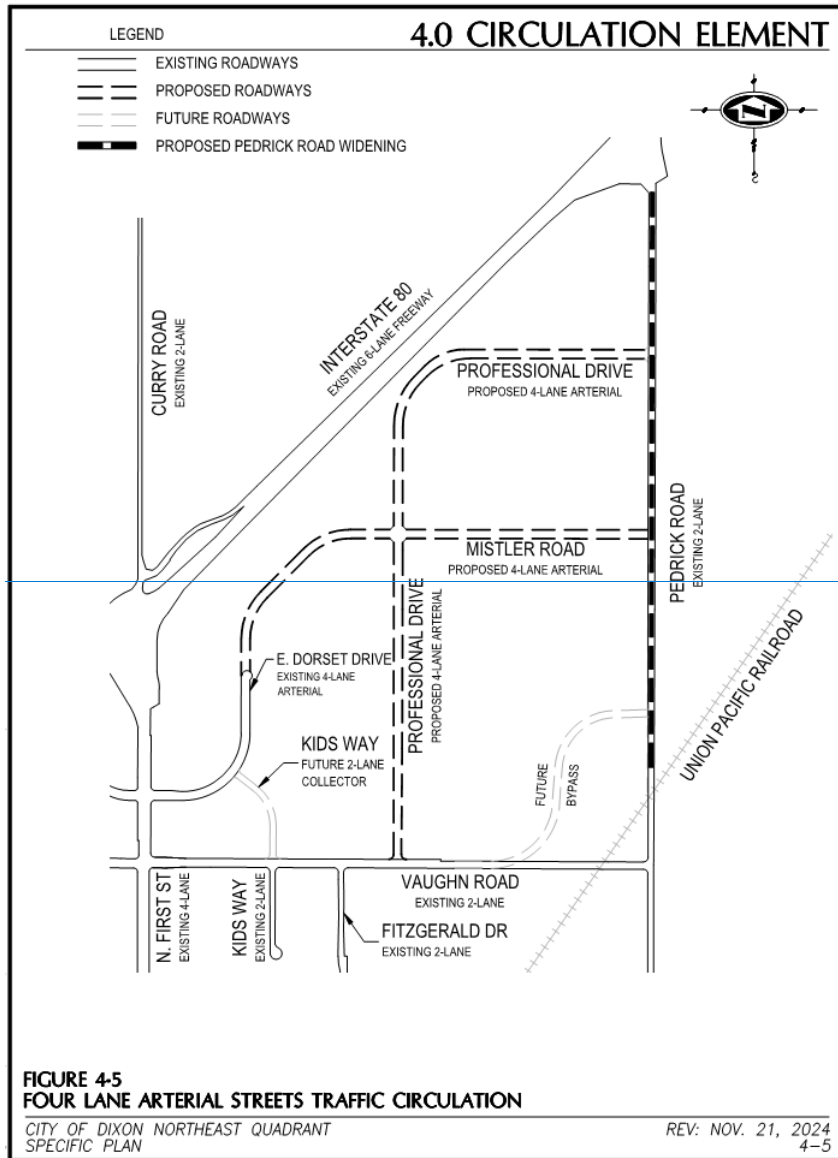 LEGEND
4.0 CIRCULATION ELEMENT
EXISTING ROADWAYS
PROPOSED ROADWAYS
FUTURE ROADWAYS
PROPOSED PEDRICK ROAD WIDENING
N
CURRY ROAD
EXISTING 2-LANE
INTERSTATE 80
EXISTING 6-LANE FREEWAY
PROFESSIONAL DRIVE
PROPOSED 4-LANE ARTERIAL
MISTLER ROAD
PROPOSED 4-LANE ARTERIAL
PEDRICK ROAD
EXISTING 2-LANE
PROFESSIONAL DRIVE
PROPOSED 4-LANE ARTERIAL
E. DORSET DRIVE
EXISTING 4-LANE
ARTERIAL
KIDS WAY
FUTURE 2-LANE
COLLECTOR
FUTURE
BYPASS
UNION PACIFIC RAILROAD
N. FIRST ST
EXISTING 4-LANE
KIDS WAY
EXISTING 2-LANE
VAUGHN ROAD
EXISTING 2-LANE
FITZGERALD DR
EXISTING 2-LANE
FIGURE 4-5
FOUR LANE ARTERIAL STREETS TRAFFIC CIRCULATION
CITY OF DIXON NORTHEAST QUADRANT
SPECIFIC PLAN
REV: NOV. 21, 2024
4-5